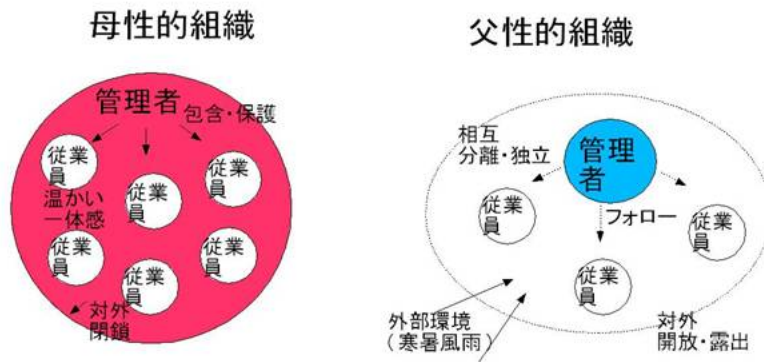 母性的組織
管理者
包含・保護
従業
員
従業
員
従業
員
温かい
一体感
従業
員
従業
員
従業
員
対外
閉鎖
父性的組織
相互
分離・独立
管理
者
従業
員
フォロー
従業
員
従業
員
外部環境
(寒暑風雨)
対外
開放・露出